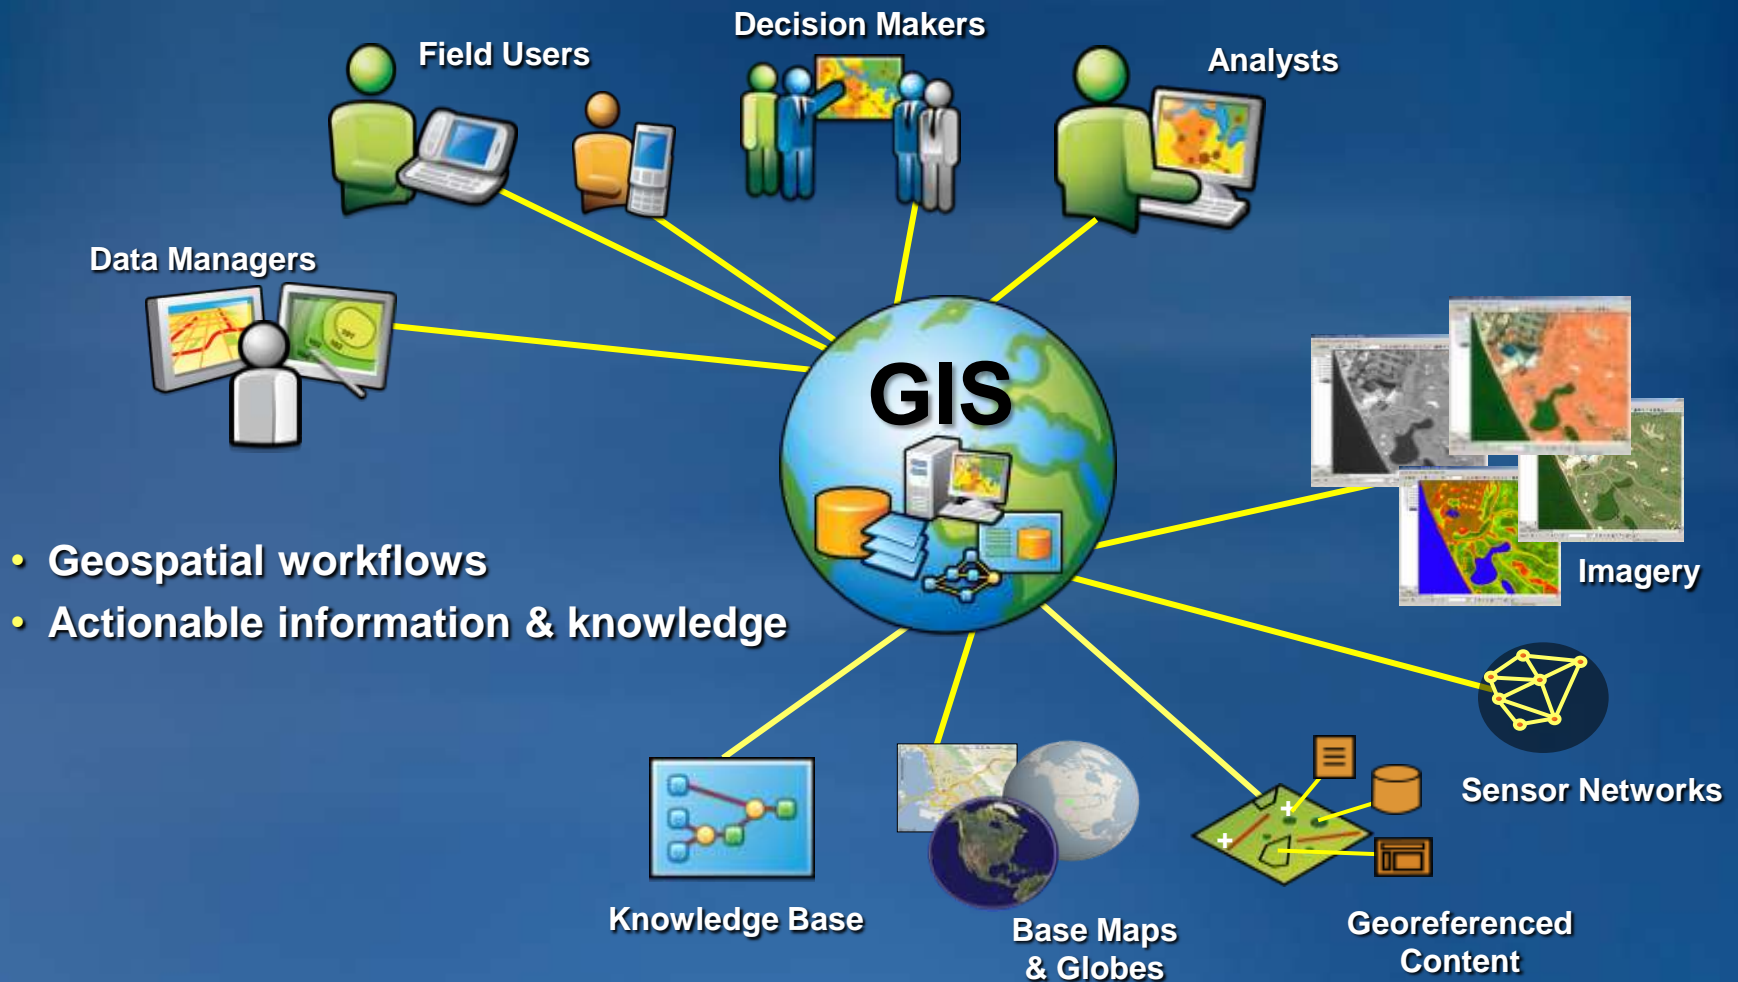 Decision Makers
Field Users
Analysts
Data Managers
GIS
• Geospatial workflows
• Actionable information & knowledge
Imagery
Sensor Networks
Knowledge Base
Base Maps
& Globes
Georeferenced
Content